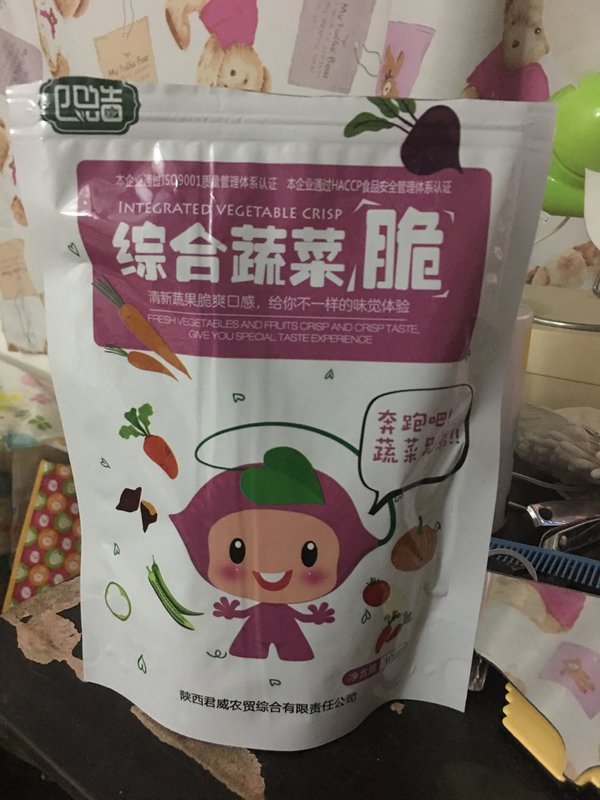 本企业通过ISO9001质量管理体系认证 本企业通过HACCP食品安全管理体系认证
INTEGRATED VEGETABLE CRISP
综合蔬菜脆
清新蔬果脆爽口感，给你不一样的味觉体验
FRESH VEGETABLES AND FRUITS CRISP AND CRISP TASTE,
GIVE YOU SPECIAL TASTE EXPERIENCE
奔跑吧!
蔬菜兄弟!!
净含量
陕西君威农贸综合有限责任公司